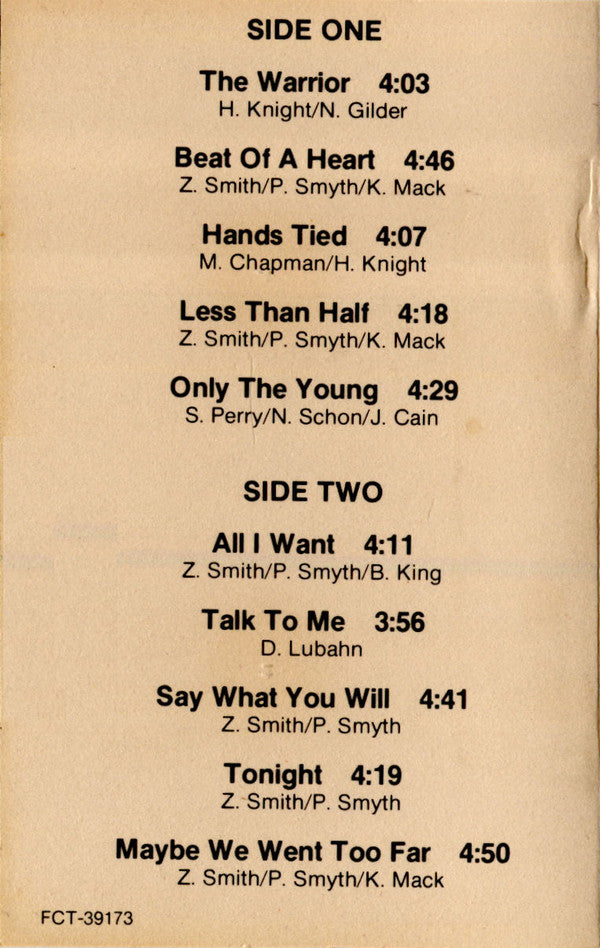 SIDE ONE
The Warrior 4:03
H. Knight/N. Gilder
Beat Of A Heart 4:46
Z. Smith/P. Smyth/K. Mack
Hands Tied 4:07
M. Chapman/H. Knight
Less Than Half 4:18
Z. Smith/P. Smyth/K. Mack
Only The Young 4:29
S. Perry/N. Schon/J. Cain
SIDE TWO
All I Want 4:11
Z. Smith/P. Smyth/B. King
Talk To Me 3:56
D. Lubahn
Say What You Will 4:41
Z. Smith/P. Smyth
Tonight 4:19
Z. Smith/P. Smyth
Maybe We Went Too Far 4:50
Z. Smith/P. Smyth/K. Mack
FCT-39173